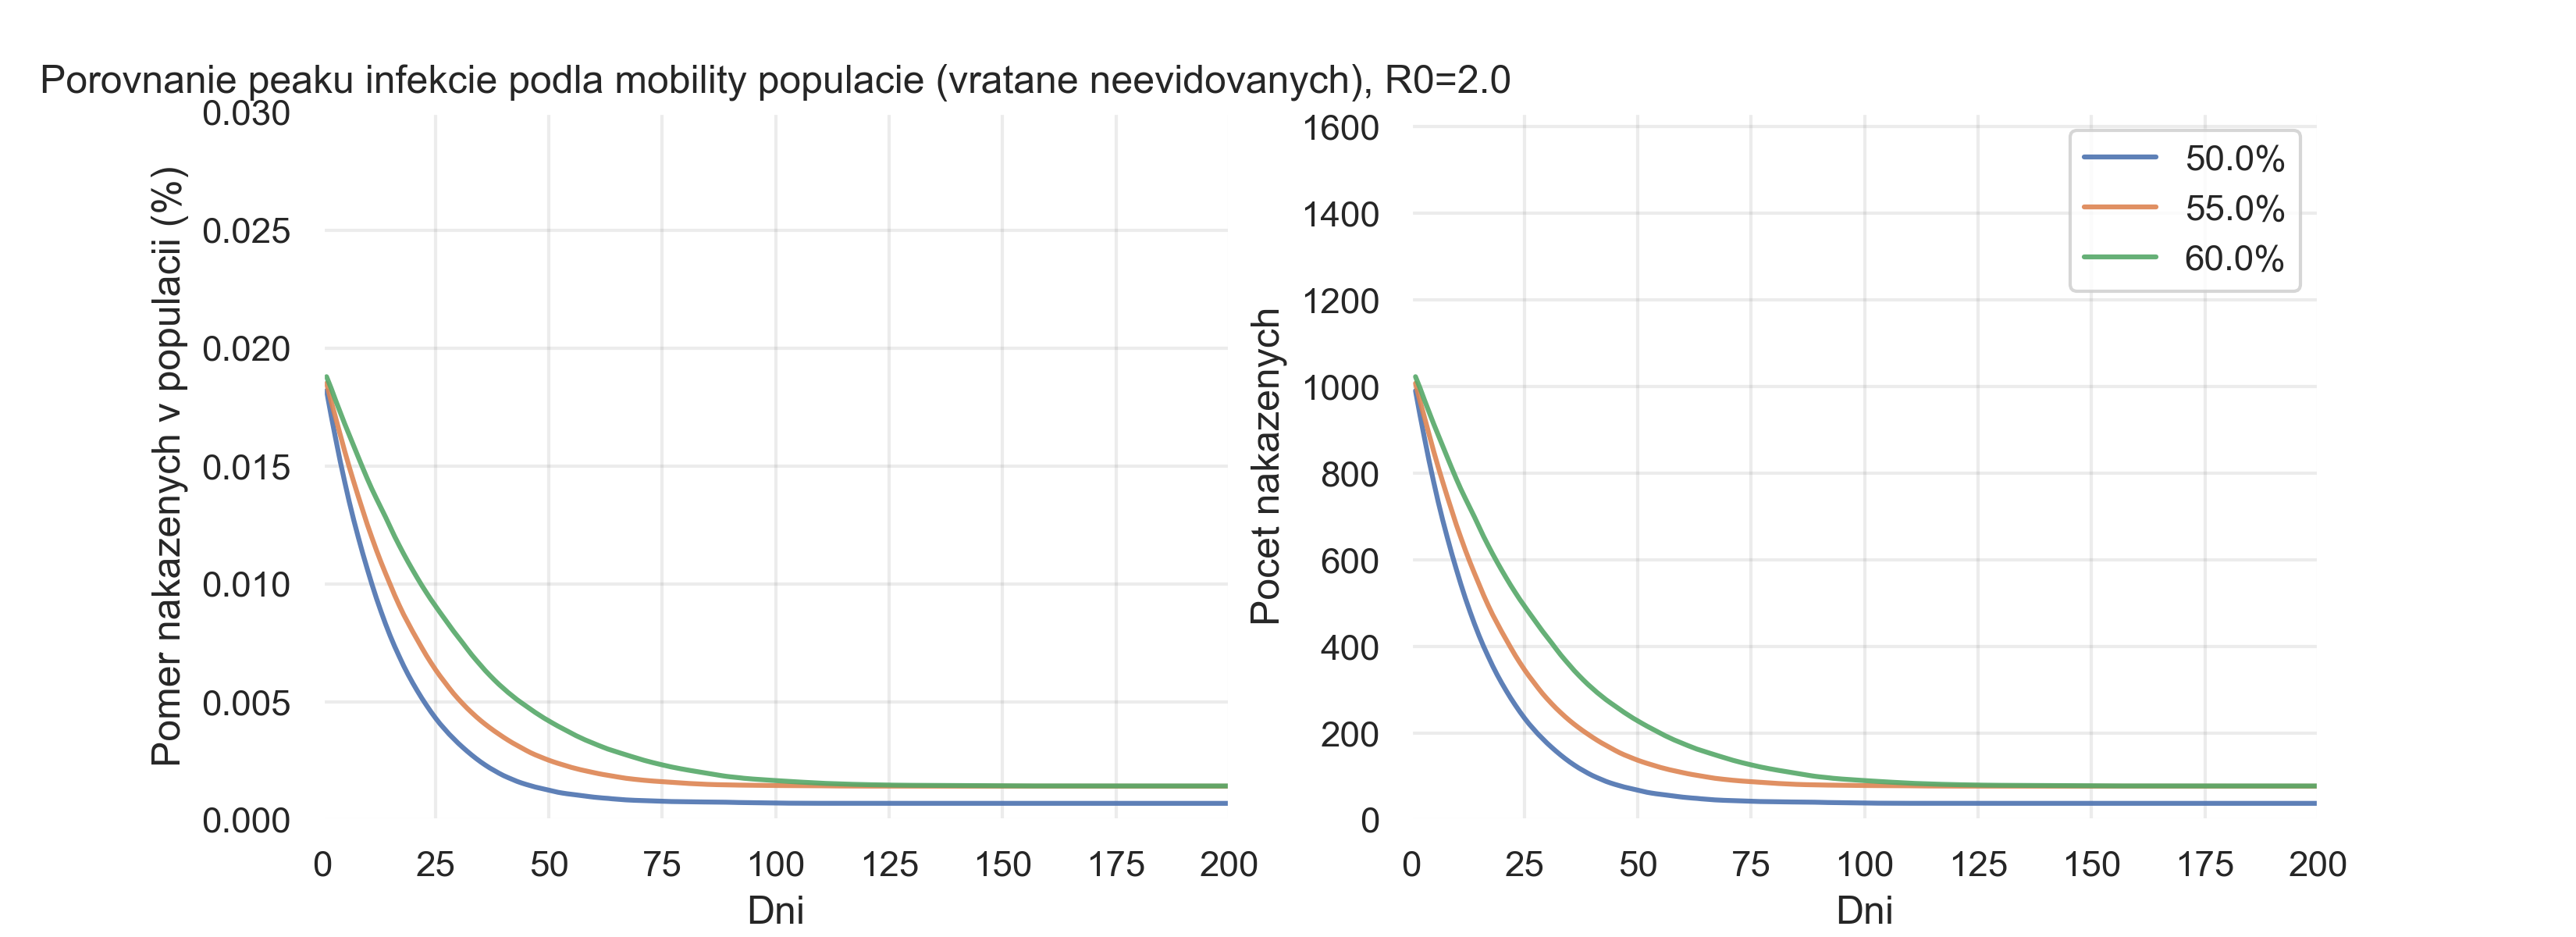 Porovnanie peaku infekcie podla mobility populacie (vratane neevidovanych), R0=2.0
Pomer nakazenych v populacii (%)
0.030
0.025
0.020
0.015
0.010
0.005
0.000
0 25 50 75 100 125 150 175 200
Dni
Pocet nakazenych
1600
1400
1200
1000
800
600
400
200
0
0 25 50 75 100 125 150 175 200
Dni
50.0%
55.0%
60.0%